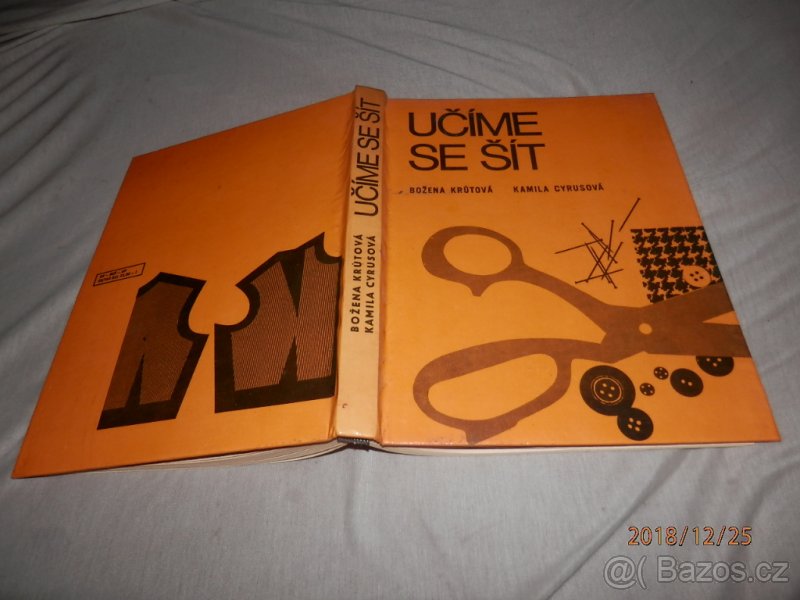 UČÍME
SE ŠÍT
BOŽENA KRŮTOVÁ KAMILA CYRUSOVÁ
UČÍME SE ŠÍT
BOŽENA KRŮTOVÁ
KAMILA CYRUSOVÁ
2018/12/25
@( Bazos.cz